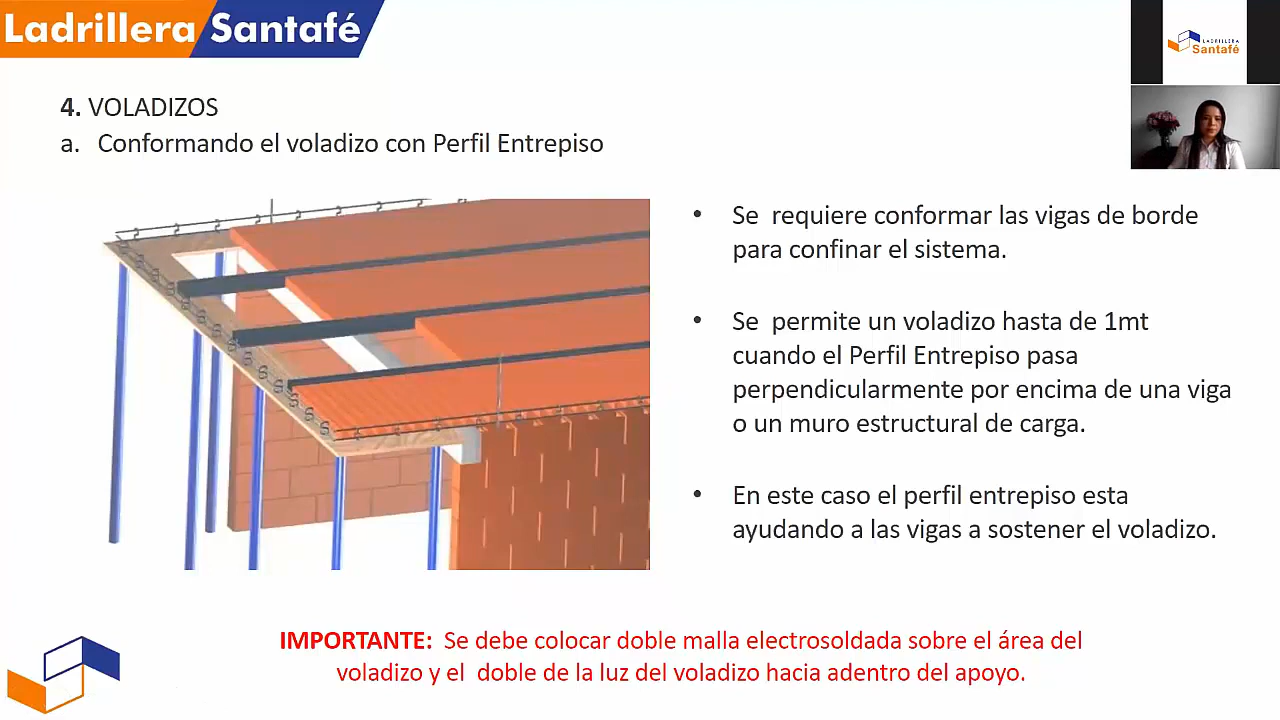 Ladrillera Santafé
LADRILLERA
Santafé
4. VOLADIZOS
a. Conformando el voladizo con Perfil Entrepiso
• Se requiere conformar las vigas de borde
para confinar el sistema.
• Se permite un voladizo hasta de 1mt
cuando el Perfil Entrepiso pasa
perpendicularmente por encima de una viga
o un muro estructural de carga.
• En este caso el perfil entrepiso esta
ayudando a las vigas a sostener el voladizo.
IMPORTANTE: Se debe colocar doble malla electrosoldada sobre el área del
voladizo y el doble de la luz del voladizo hacia adentro del apoyo.